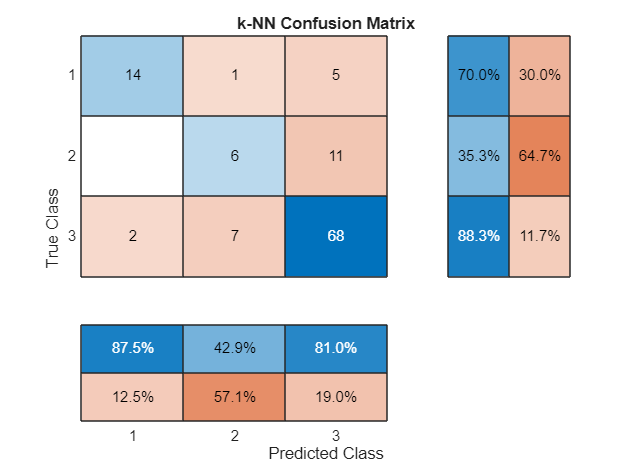 k-NN Confusion Matrix
1 14 1 5 70.0% 30.0%
2 6 11 35.3% 64.7%
3 2 7 68 88.3% 11.7%
True Class
87.5% 42.9% 81.0%
12.5% 57.1% 19.0%
1 2 3
Predicted Class